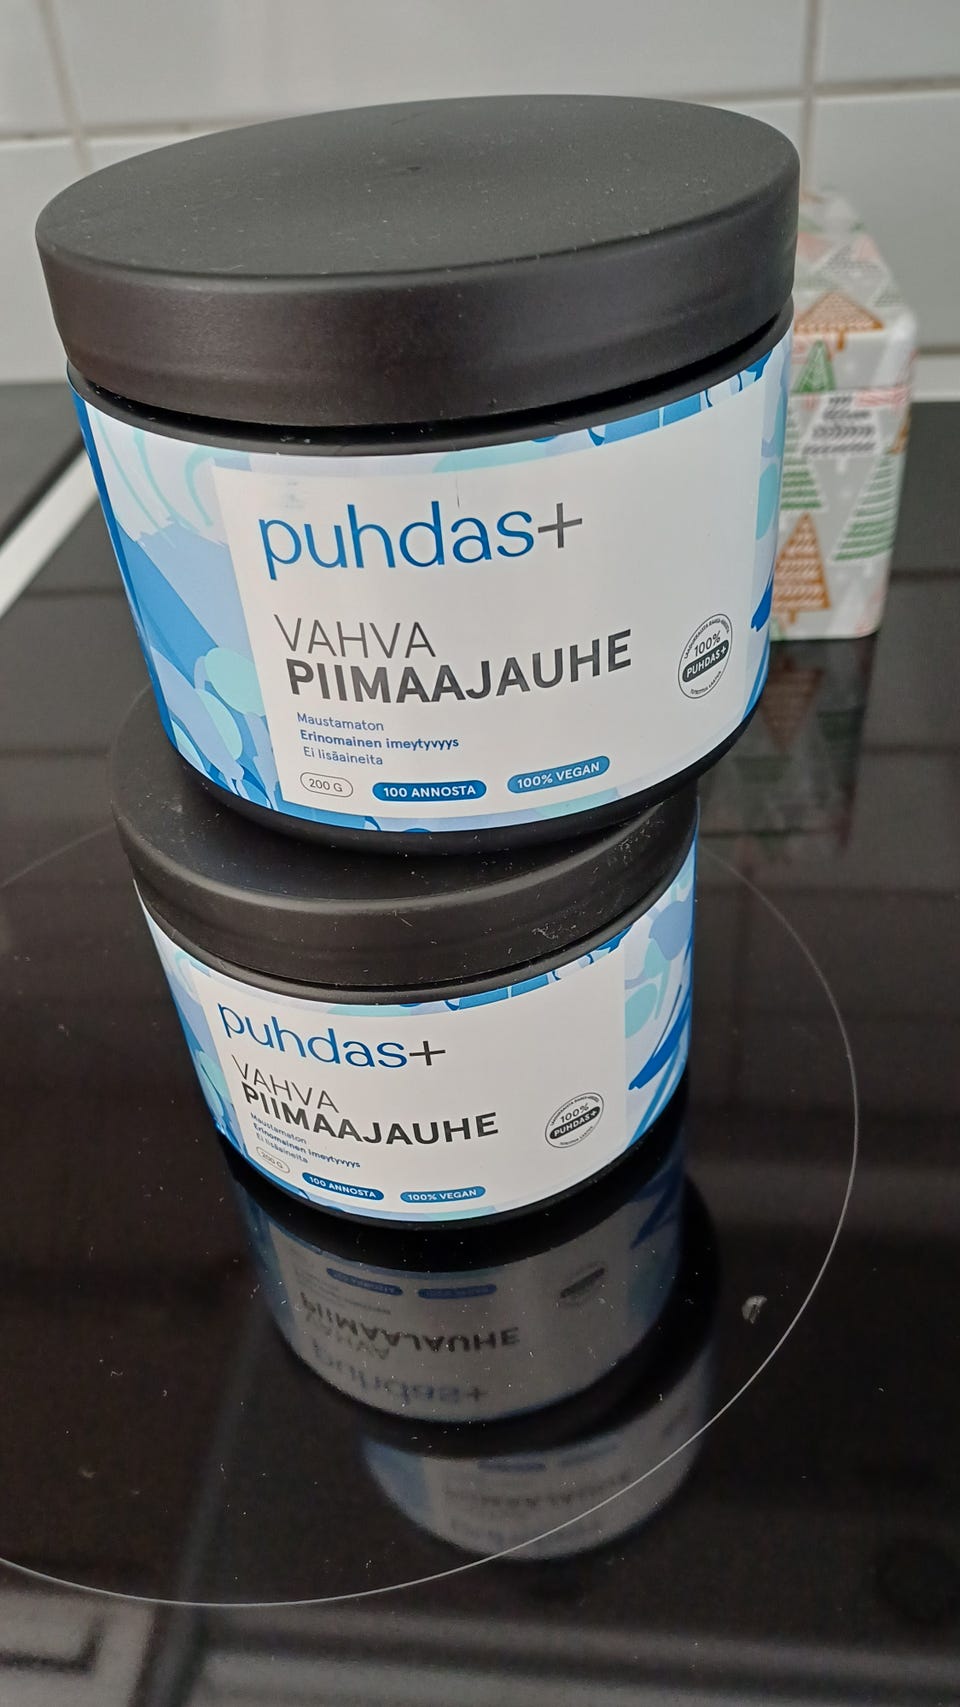 puhdas+
VAHVA
PIIMAAJAUHE
Maustamaton
Erinomainen imeytyvyys
Ei lisäaineita
200 G
100 ANNOSTA
100% VEGAN
100%
PUHDAS+
puhdas+
VAHVA
PIIMAAJAUHE
Maustamaton
Erinomainen imeytyvyys
Ei lisäaineita
200 G
100 ANNOSTA
100% VEGAN
100%
PUHDAS+